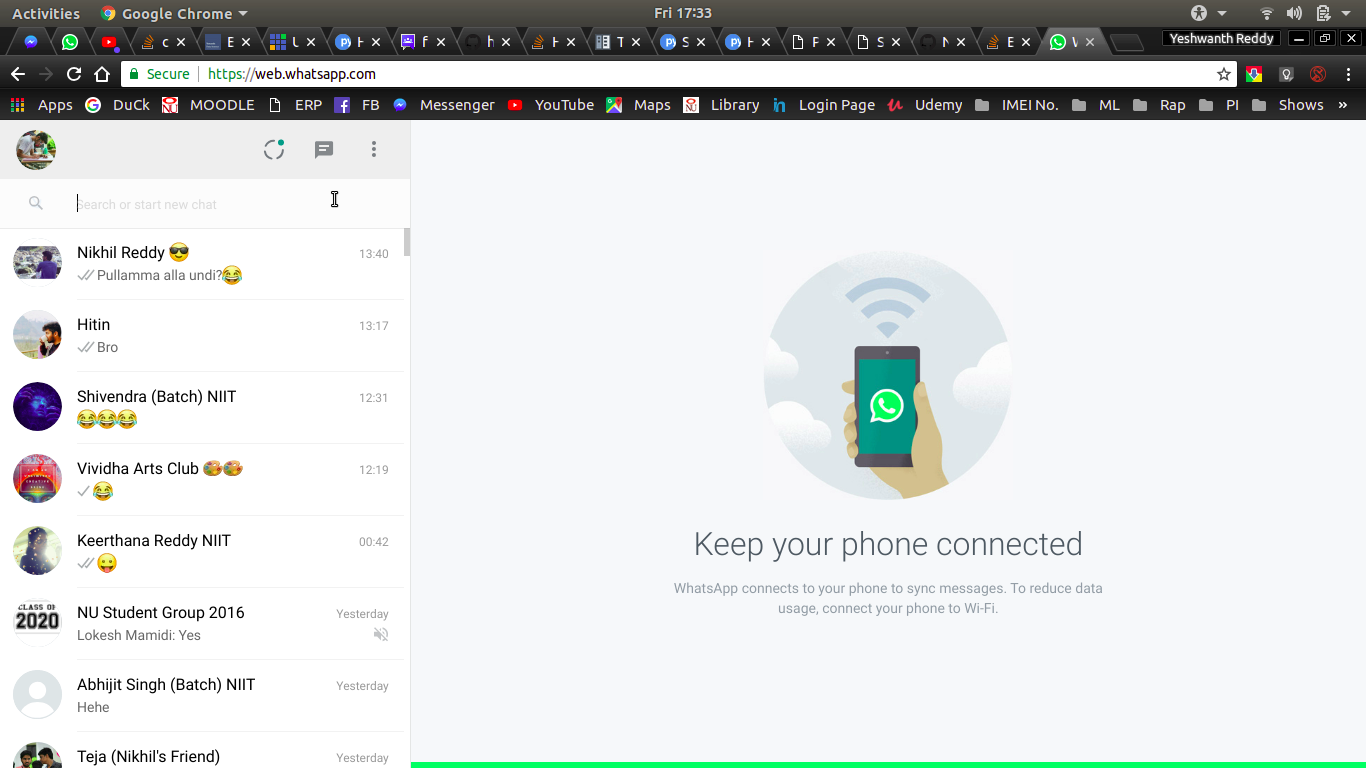 Activities Google Chrome Fri 17:33
c E U H f h H T S H P S N E Yeshwanth Reddy
Secure https://web.whatsapp.com
Apps DuCk MOODLE ERP FB Messenger YouTube Maps Library Login Page Udemy IMEI No. ML Rap PI Shows »
Search or start new chat
Nikhil Reddy 😎 13:40
Pullamma alla undi?😂
Hitin 13:17
Bro
Shivendra (Batch) NIIT 12:31
😂😂😂
Vividha Arts Club 🎨🎨 12:19
😂
Keerthana Reddy NIIT 00:42
😛
CLASS OF
2020
NU Student Group 2016 Yesterday
Lokesh Mamidi: Yes
Abhijit Singh (Batch) NIIT Yesterday
Hehe
Teja (Nikhil's Friend) Yesterday
Keep your phone connected
WhatsApp connects to your phone to sync messages. To reduce data
usage, connect your phone to Wi-Fi.